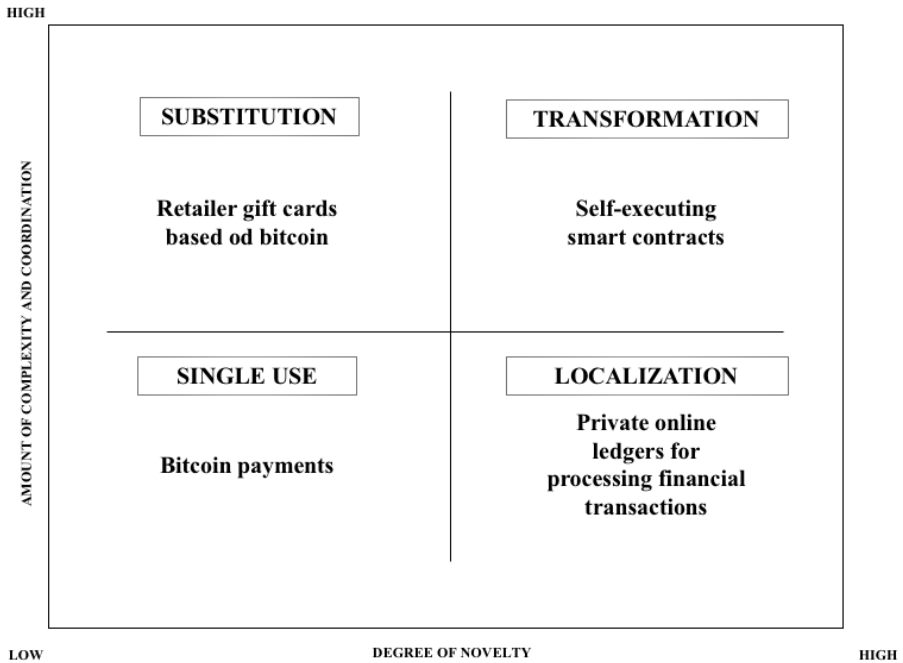 HIGH
SUBSTITUTION
TRANSFORMATION
Retailer gift cards
based od bitcoin
Self-executing
smart contracts
AMOUNT OF COMPLEXITY AND COORDINATION
SINGLE USE
LOCALIZATION
Bitcoin payments
Private online
ledgers for
processing financial
transactions
LOW
DEGREE OF NOVELTY
HIGH